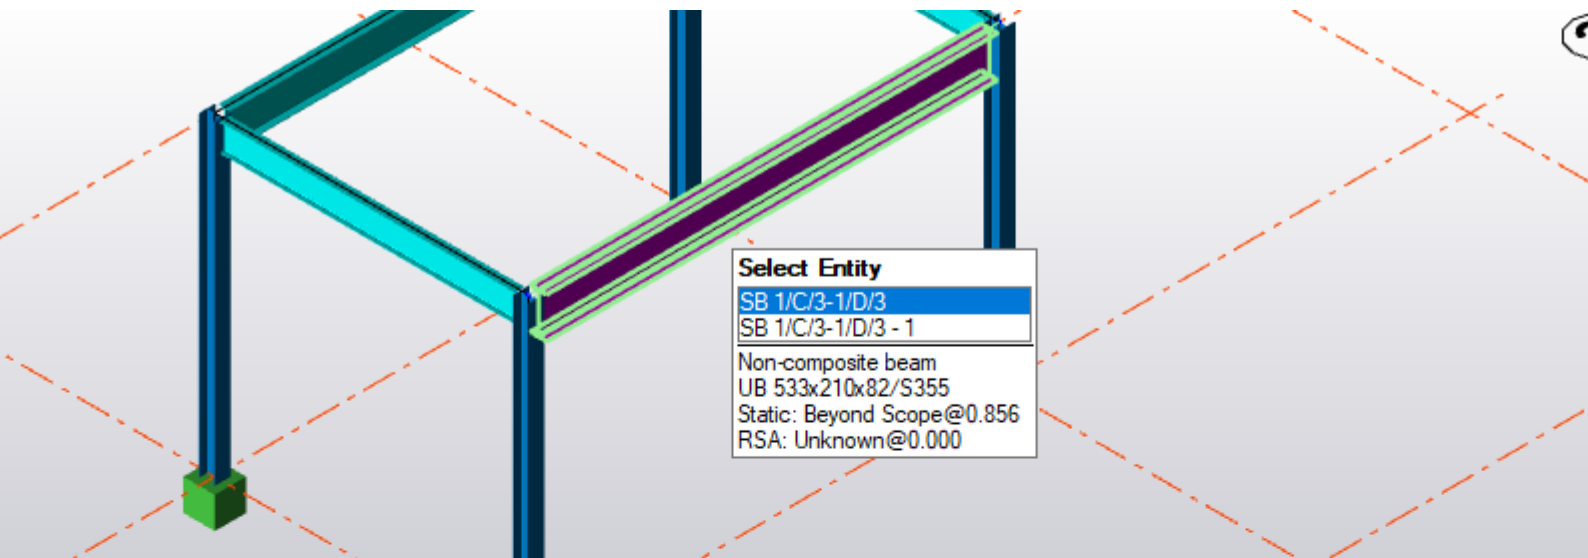 Select Entity
SB 1/C/3-1/D/3
SB 1/C/3-1/D/3 - 1
Non-composite beam
UB 533x210x82/S355
Static: Beyond Scope@0.856
RSA: Unknown@0.000